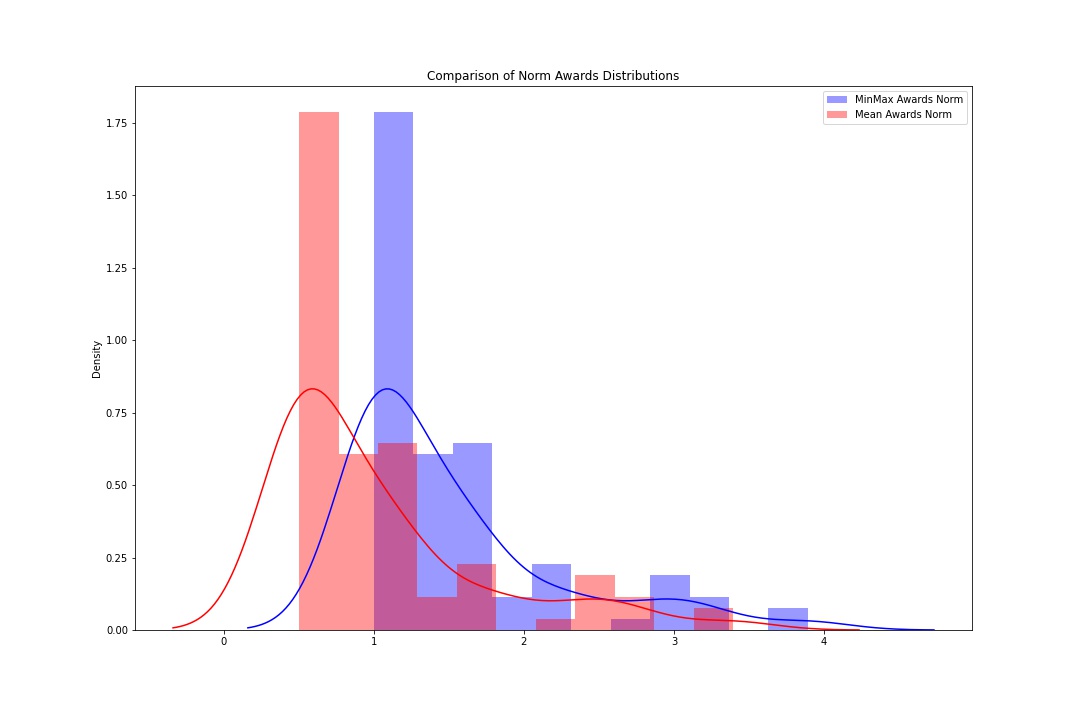 Comparison of Norm Awards Distributions
MinMax Awards Norm
Mean Awards Norm
Density
1.75
1.50
1.25
1.00
0.75
0.50
0.25
0.00
0 1 2 3 4